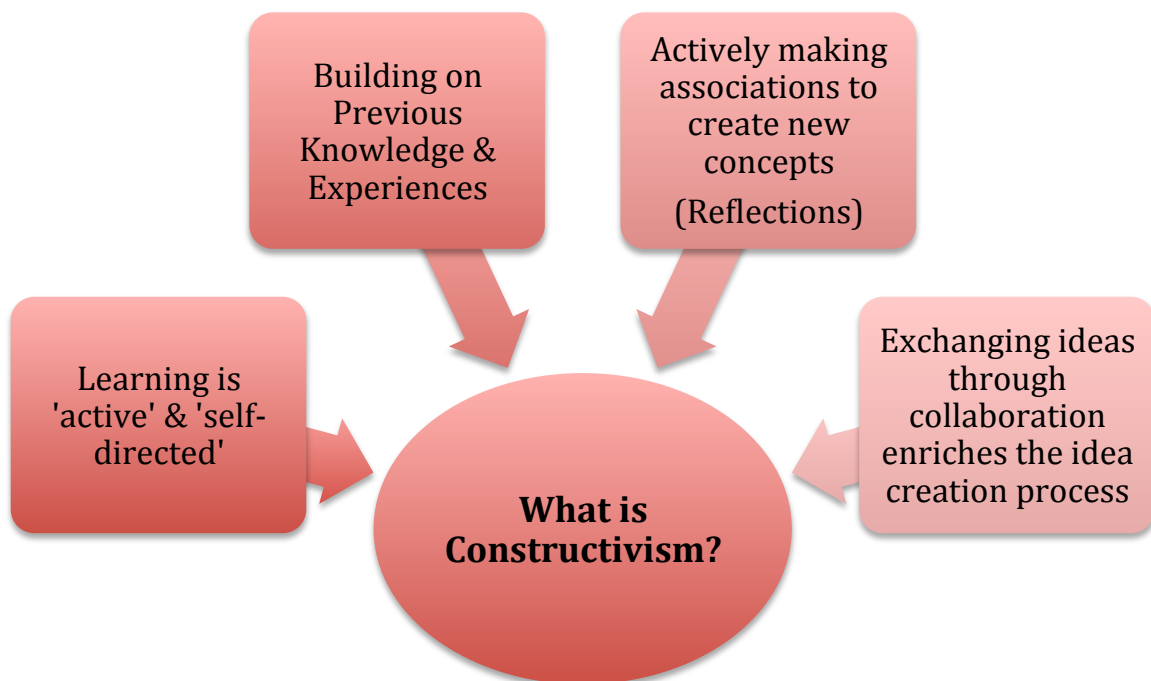 Building on
Previous
Knowledge &
Experiences
Actively making
associations to
create new
concepts
(Reflections)
Learning is
'active' & 'self-
directed'
Exchanging ideas
through
collaboration
enriches the idea
creation process
What is
Constructivism?